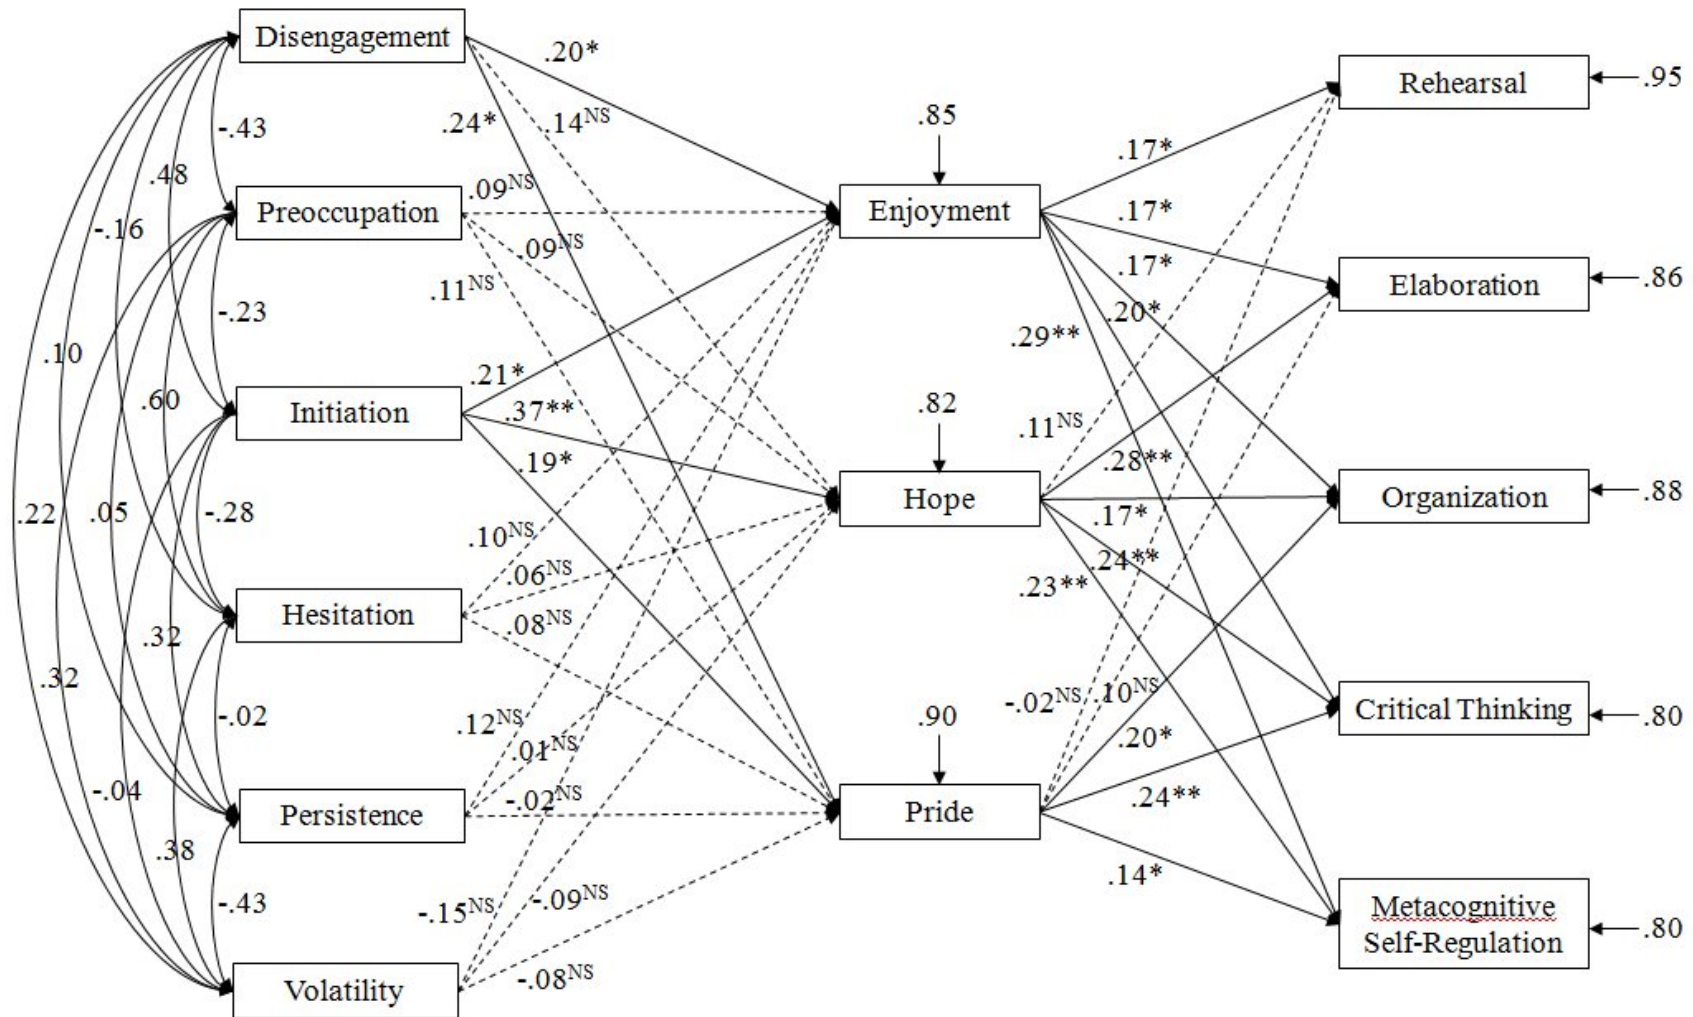 Disengagement
.20*
Rehearsal
.95
.24*
.14NS
.85
-.43
.17*
.48
.09NS
Preoccupation
Enjoyment
.17*
-.16
.09NS
.17*
.11NS
Elaboration
.86
-.23
.20*
.29**
.10
.21*
.60
Initiation
.37**
.82
.11NS
.19*
.28**
Hope
Organization
.88
.22
.05
-.28
.17*
.10NS
.24**
.06NS
.23**
Hesitation
.08NS
.32
.32
-.02NS
.10NS
-.02
.12NS
.90
Critical Thinking
.80
.01NS
.20*
-.04
-.02NS
.24**
Persistence
Pride
.38
.14*
-.43
-.15NS
-.09NS
Metacognitive
Self-Regulation
.80
-.08NS
Volatility